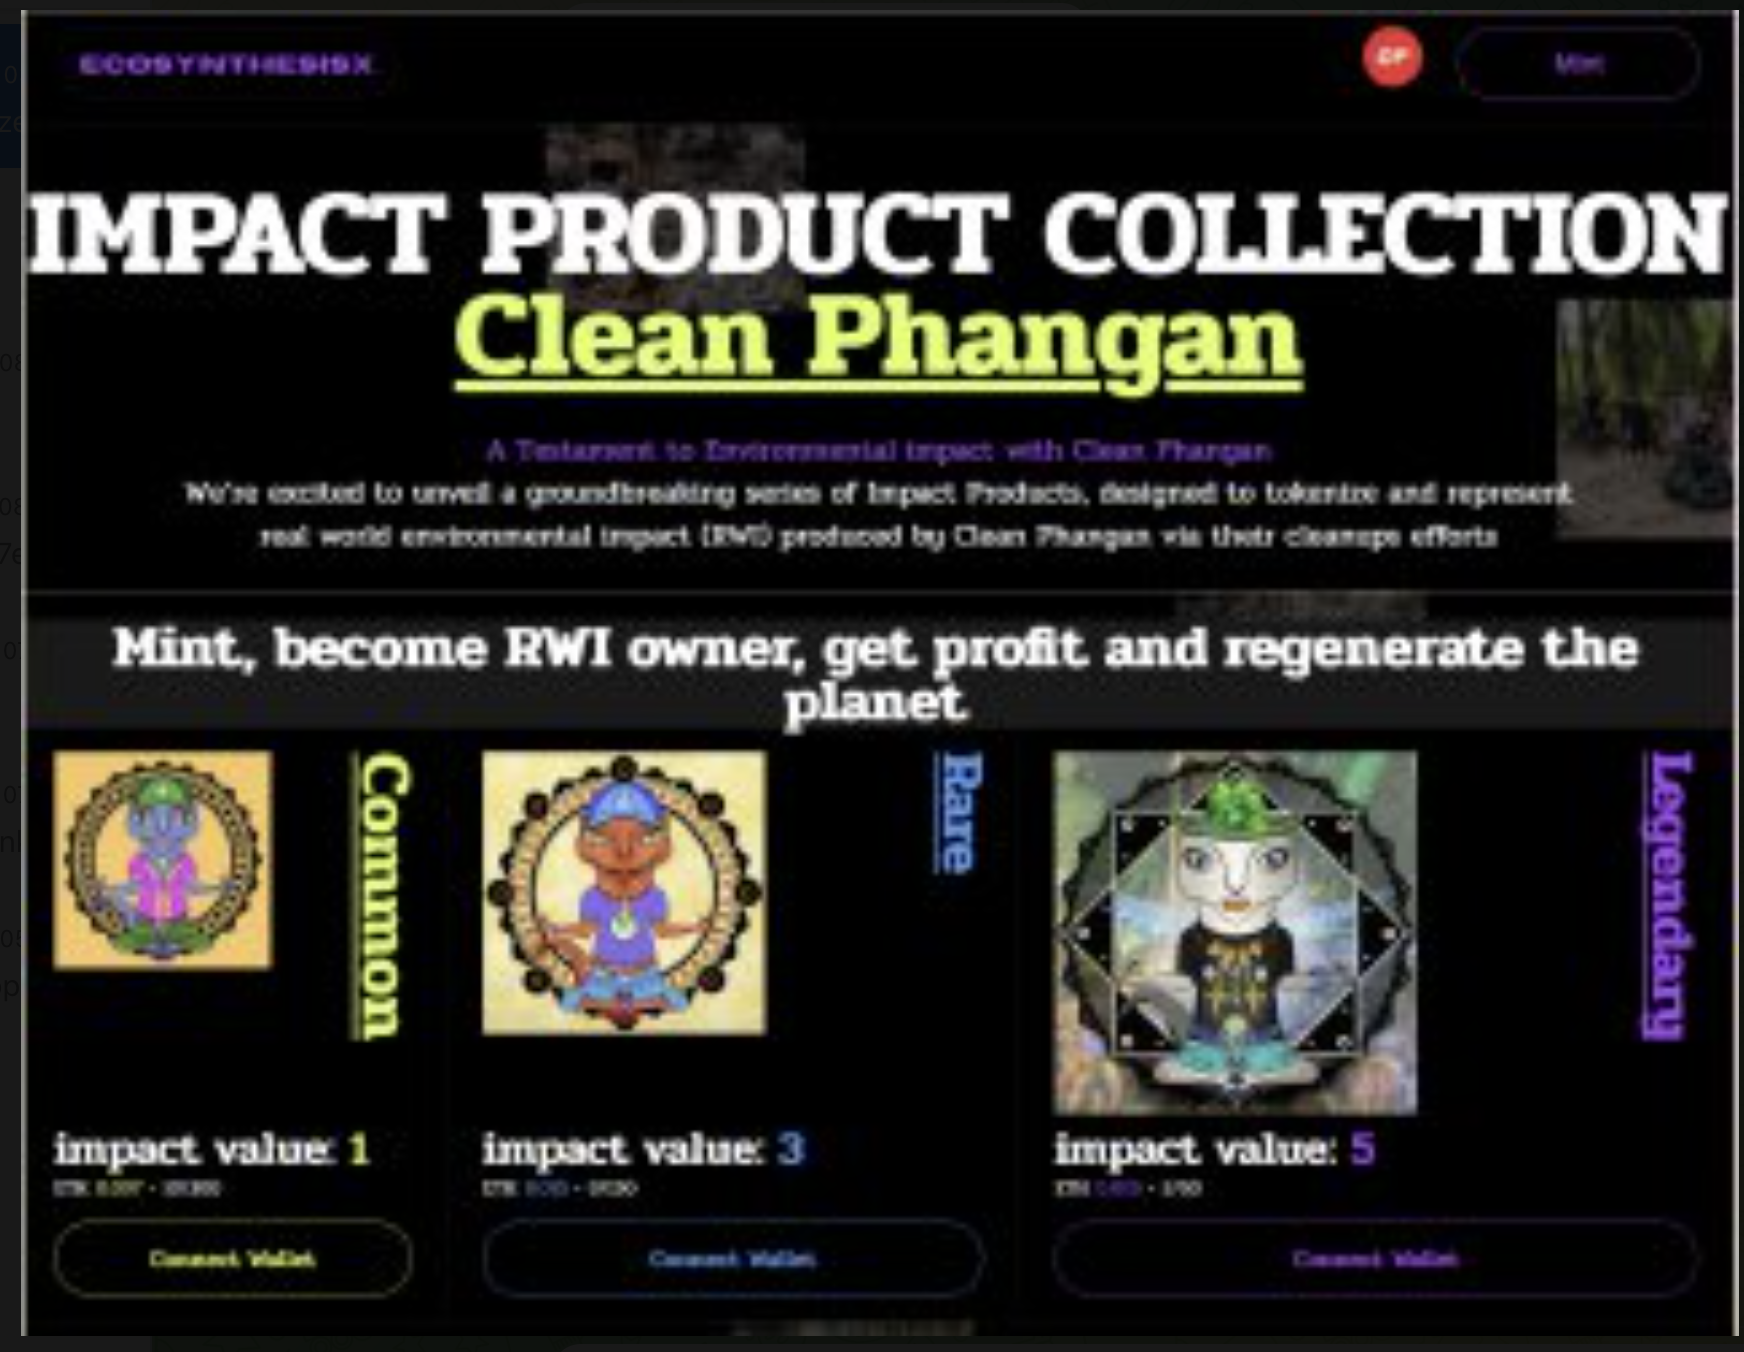 ECOSYNTHESISX
CP
Mint
IMPACT PRODUCT COLLECTION
Clean Phangan
A Testament to Environmental impact with Clean Phangan
We're excited to unveil a groundbreaking series of Impact Products, designed to tokenize and represent
real world environmental impact (RWI) produced by Clean Phangan via their cleanups efforts
Mint, become RWI owner, get profit and regenerate the
planet
Common
Rare
Legendary
impact value: 1
impact value: 3
impact value: 5
ETH
ETH
ETH
Connect Wallet
Connect Wallet
Connect Wallet